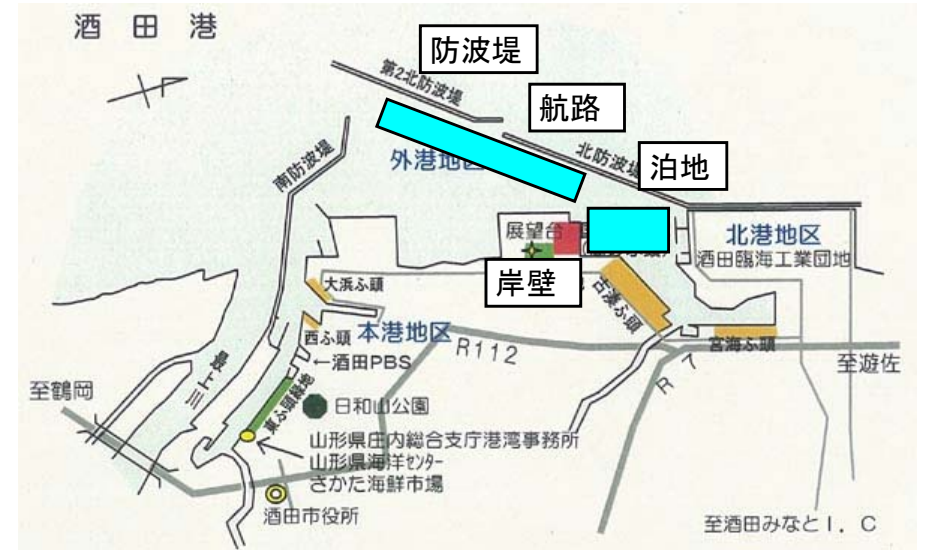 酒田港
防波堤
第2北防波堤
航路
北防波堤
泊地
外港地区
南防波堤
展望台
北港地区
酒田臨海工業団地
岸壁
大浜ふ頭
古湊ふ頭
西ふ頭
本港地区
R112
宮海ふ頭
←酒田PBS
R7
至遊佐
最上川
至鶴岡
東ふ頭緑地
日和山公園
山形県庄内総合支庁港湾事務所
山形県海洋センター
さかた海鮮市場
酒田市役所
至酒田みなとI.C